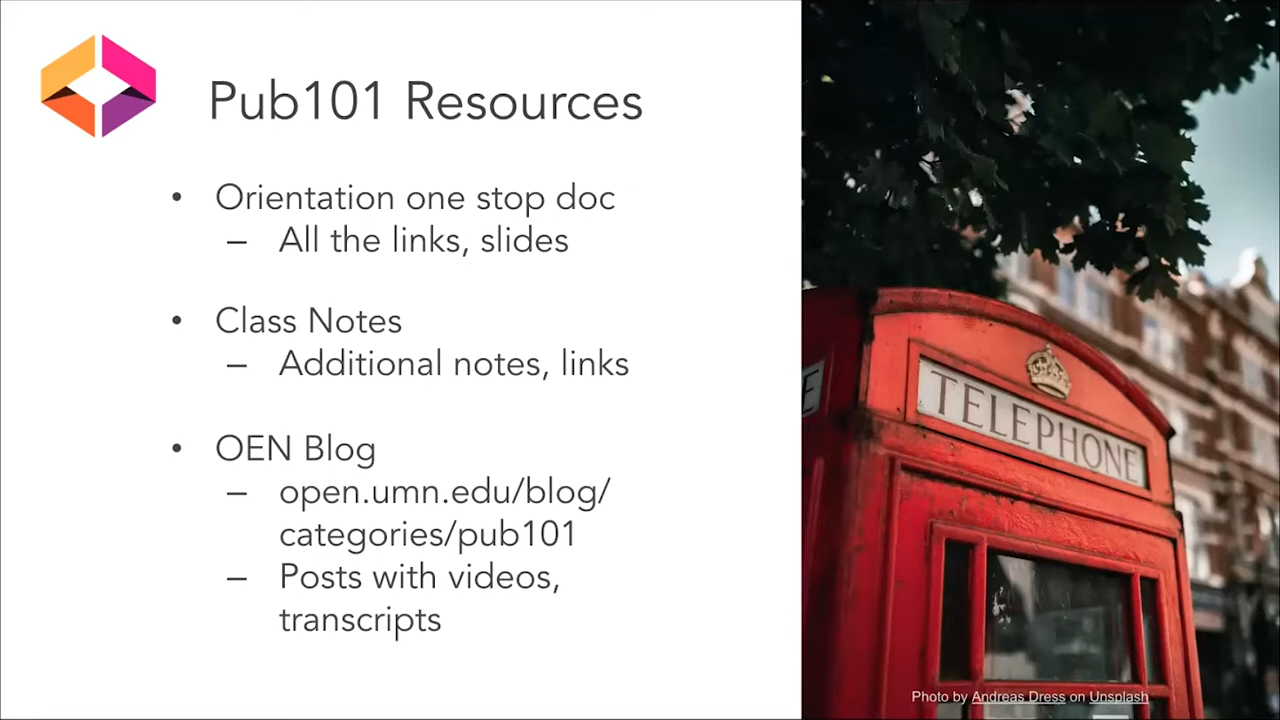 Pub101 Resources
• Orientation one stop doc
– All the links, slides
• Class Notes
– Additional notes, links
• OEN Blog
– open.umn.edu/blog/
categories/pub101
– Posts with videos,
transcripts
E
TELEPHONE
Photo by Andreas Dress on Unsplash